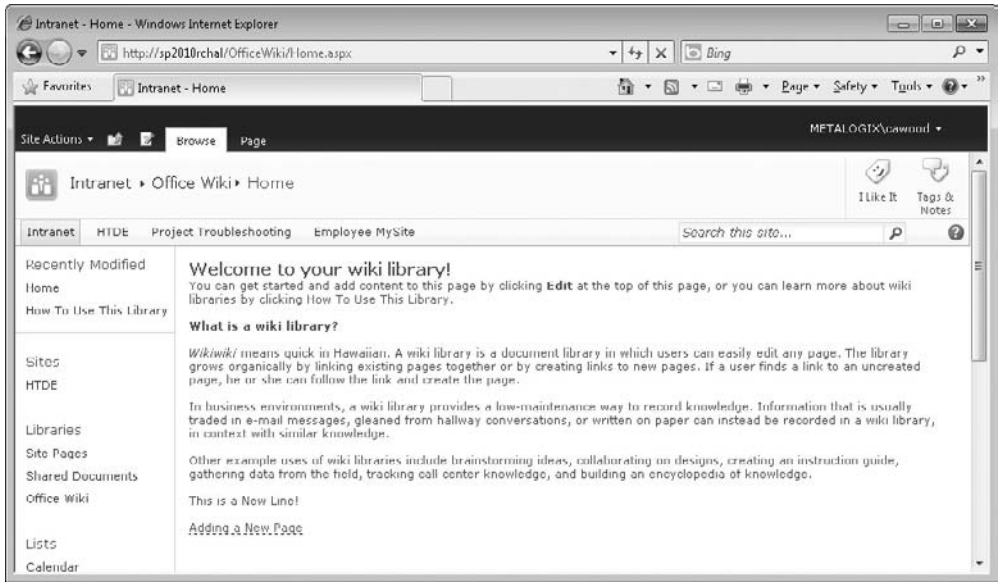 Intranet - Home - Windows Internet Explorer
http://sp2010rchal/OfficeWiki/Home.aspx
Bing
Favorites
Intranet - Home
Page
Safety
Tools
METALOGIX\cawood
Site Actions
Browse
Page
Intranet ▸ Office Wiki ▸ Home
I Like It
Tags & Notes
Intranet HTDE Project Troubleshooting Employee MySite
Search this site...
Recently Modified
Home
How To Use This Library
Sites
HTDE
Libraries
Site Pages
Shared Documents
Office Wiki
Lists
Calendar
Welcome to your wiki library!
You can get started and add content to this page by clicking Edit at the top of this page, or you can learn more about wiki
libraries by clicking How To Use This Library.
What is a wiki library?
Wikiwiki means quick in Hawaiian. A wiki library is a document library in which users can easily edit any page. The library
grows organically by linking existing pages together or by creating links to new pages. If a user finds a link to an uncreated
page, he or she can follow the link and create the page.
In business environments, a wiki library provides a low-maintenance way to record knowledge. Information that is usually
traded in e-mail messages, gleaned from hallway conversations, or written on paper can instead be recorded in a wiki library,
in context with similar knowledge.
Other example uses of wiki libraries include brainstorming ideas, collaborating on designs, creating an instruction guide,
gathering data from the field, tracking call center knowledge, and building an encyclopedia of knowledge.
This is a New Line!
Adding a New Page